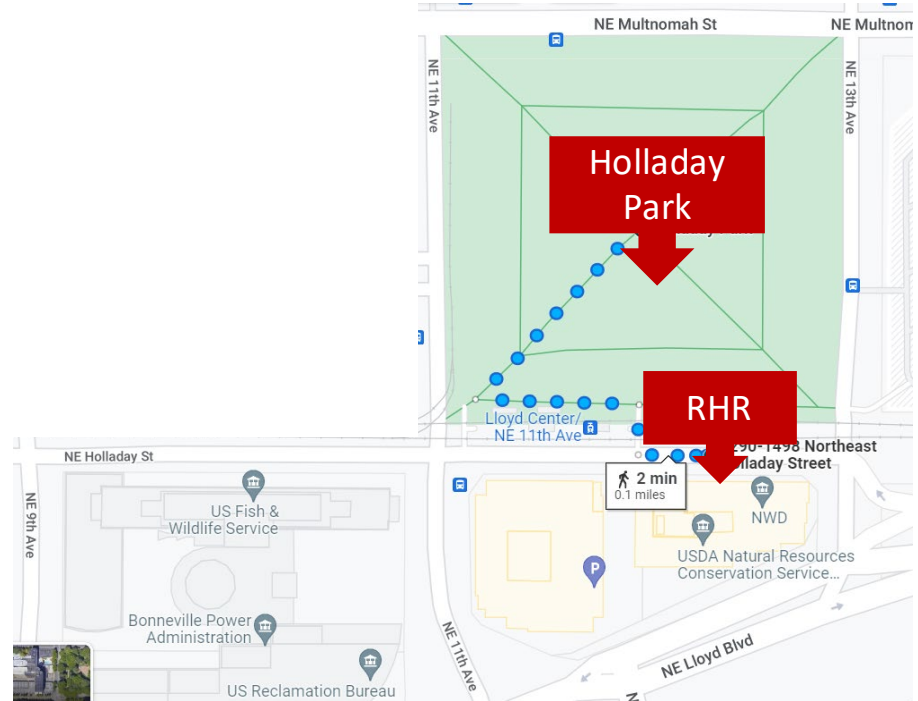 NE Multnomah St
NE Multnom
NE 11th Ave
NE 13th Ave
Holladay
Park
RHR
Lloyd Center/
NE 11th Ave
290-1498 Northeast
lladay Street
NE Holladay St
2 min
0.1 miles
US Fish &
Wildlife Service
NWD
NE 9th Ave
USDA Natural Resources
Conservation Service...
P
Bonneville Power
Administration
NE 11th Ave
NE Lloyd Blvd
US Reclamation Bureau
N